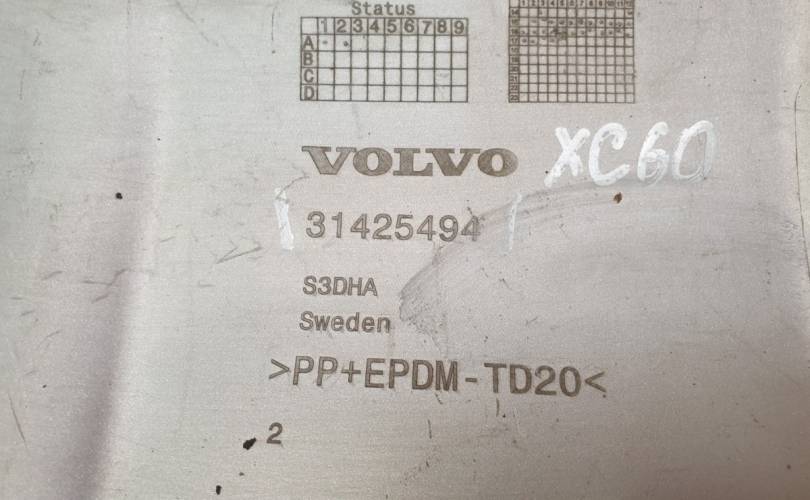 Status
1 2 3 4 5 6 7 8 9
A
B
C
D
VOLVO XC60
31425494
S3DHA
Sweden
>PP+EPDM-TD20<
2